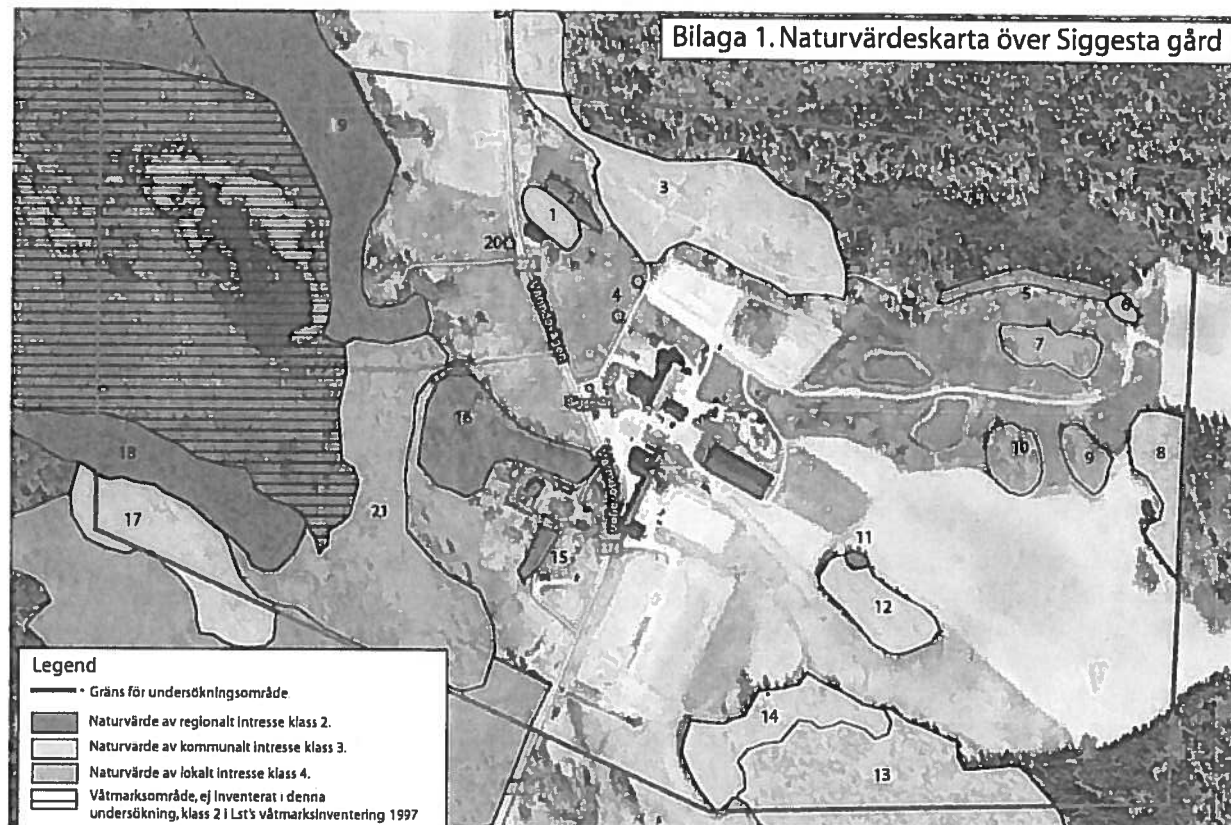 Bilaga 1. Naturvärdeskarta över Siggesta gård
19
3
2
1
20
4
5
6
7
Värmdövägen
16
10
9
8
18
21
17
11
15
12
14
13
Legend
Gräns för undersökningsområde
Naturvärde av regionalt intresse klass 2.
Naturvärde av kommunalt intresse klass 3.
Naturvärde av lokalt intresse klass 4.
Våtmarksområde, ej inventerat i denna
undersökning, klass 2 i Lst's våtmarksinventering 1997